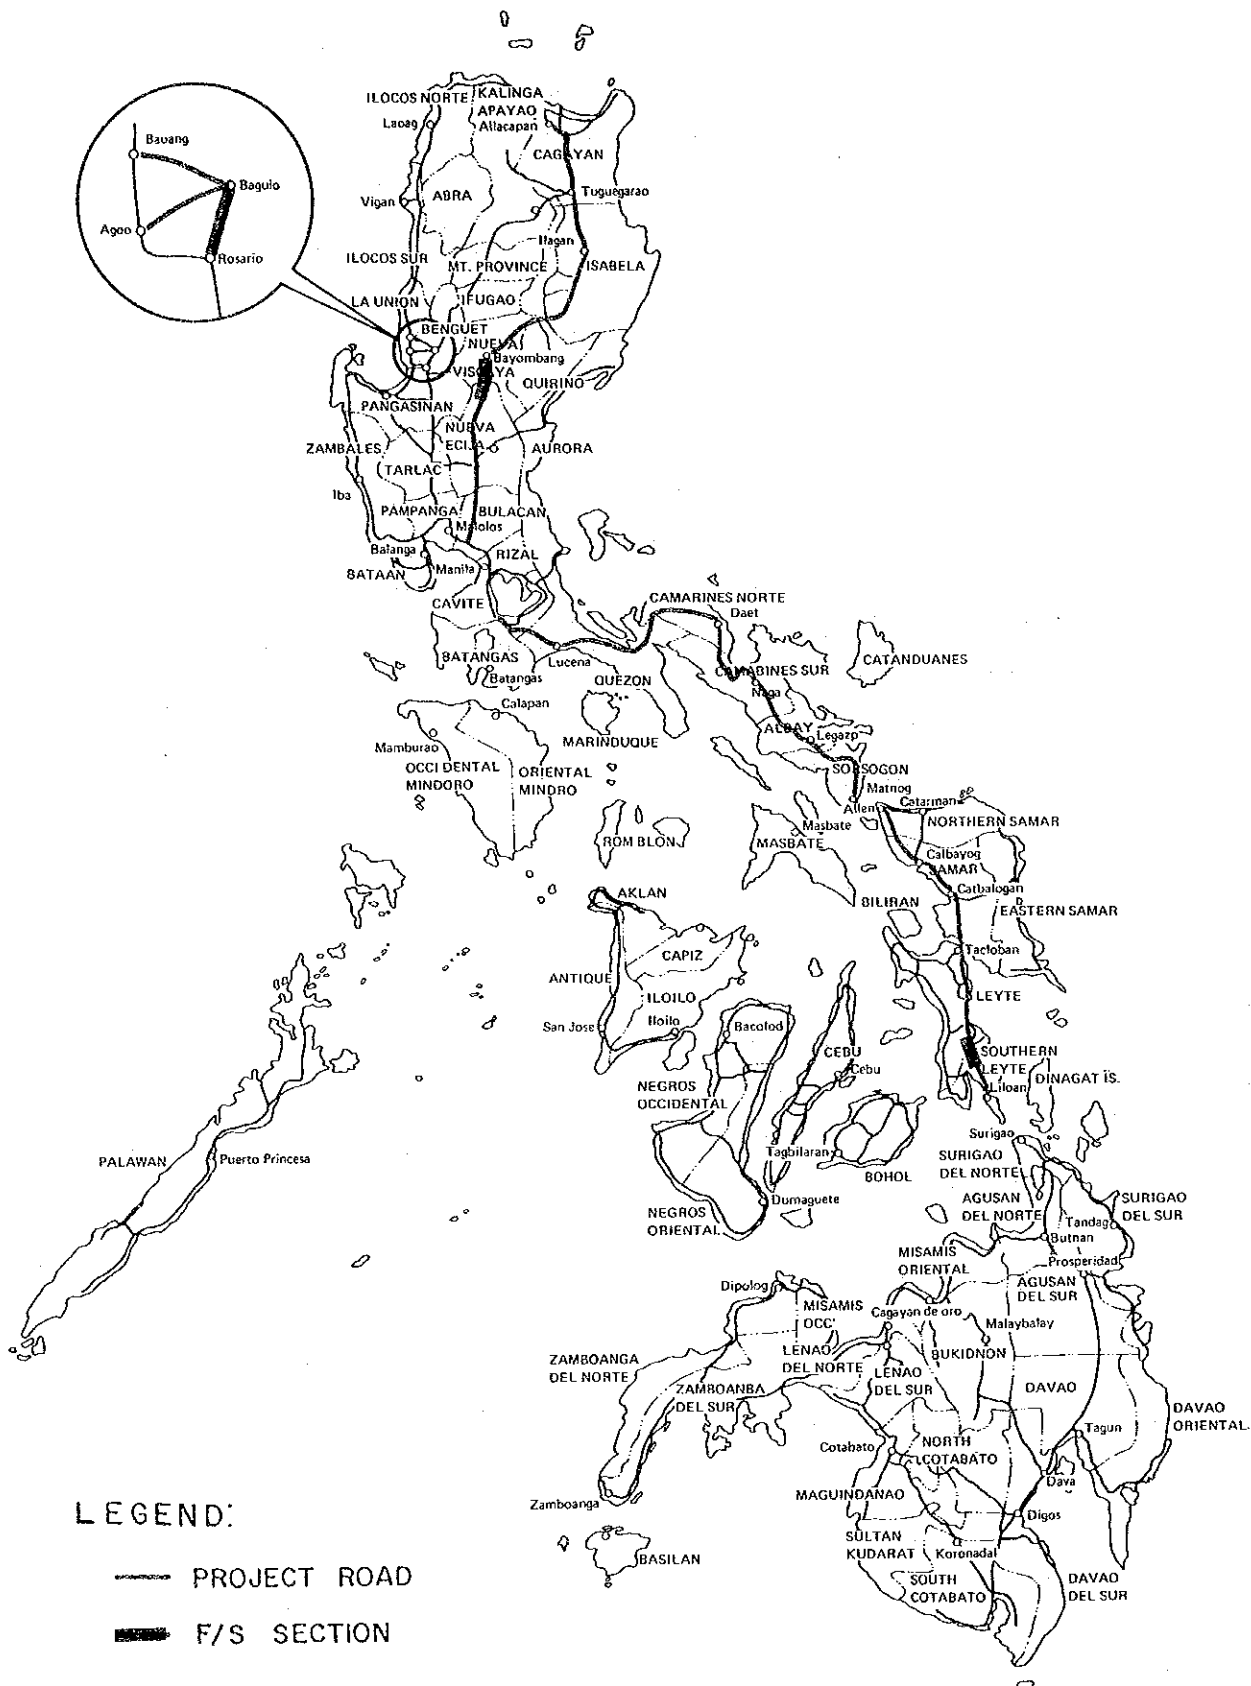 ILOCOS NORTE
KALINGA
APAYAO
Laoag
Allacapan
CAGAYAN
Bauang
Baguio
Agoo
Rosario
Tuguegarao
Vigan
ABRA
Ilagan
ILOCOS SUR
MT. PROVINCE
ISABELA
LA UNION
IFUGAO
BENGUET
NUEVA
Bayombang
VISCAYA
QUIRINO
PANGASINAN
NUEVA
ECIJA
ZAMBALES
AURORA
TARLAC
Iba
PAMPANGA
BULACAN
Malolos
Balanga
RIZAL
BATAAN
Manila
CAVITE
CAMARINES NORTE
Daet
BATANGAS
Lucena
CATANDUANES
Batangas
QUEZON
CAMABINES SUR
Naga
Calapan
MARINDUQUE
ALBAY
Legazp
Mamburao
OCCIDENTAL
MINDORO
ORIENTAL
MINDRO
SORSOGON
Matnog
Allen
Catarman
NORTHERN SAMAR
Masbate
MASBATE
ROM BLON
Calbayog
SAMAR
Catbalogan
AKLAN
BILIRAN
EASTERN SAMAR
CAPIZ
Tacloban
ANTIQUE
ILOILO
LEYTE
San Jose
Iloilo
Bacolod
CEBU
Cebu
SOUTHERN
LEYTE
Liloan
DINAGAT IS.
NEGROS
OCCIDENTAL
Surigao
PALAWAN
Puerto Princesa
Tagbilaran
BOHOL
SURIGAO
DEL NORTE
AGUSAN
DEL NORTE
SURIGAO
DEL SUR
Tandag
NEGROS
ORIENTAL
Dumaguete
Butnan
MISAMIS
ORIENTAL
Prosperidad
AGUSAN
DEL SUR
Dipolog
MISAMIS
OCC'
Cagayan de oro
Malaybalay
ZAMBOANGA
DEL NORTE
LENAO
DEL NORTE
BUKIDNON
LENAO
DEL SUR
ZAMBOANBA
DEL SUR
DAVAO
DAVAO
ORIENTAL
Tagun
Cotabato
NORTH
COTABATO
Dava
MAGUINDANAO
Zamboanga
Digos
SULTAN
KUDARAT
Koronadal
BASILAN
SOUTH
COTABATO
DAVAO
DEL SUR
LEGEND:
PROJECT ROAD
F/S SECTION